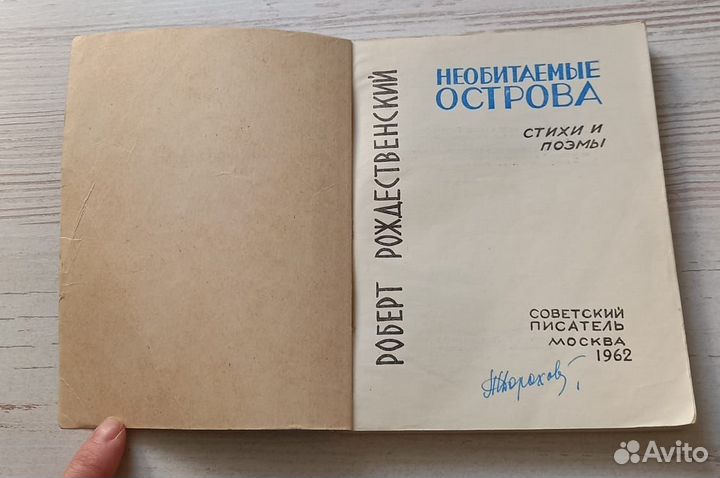 РОБЕРТ РОЖДЕСТВЕНСКИЙ
НЕОБИТАЕМЫЕ
ОСТРОВА
СТИХИ И
ПОЭМЫ
СОВЕТСКИЙ
ПИСАТЕЛЬ
МОСКВА
1962
Avito